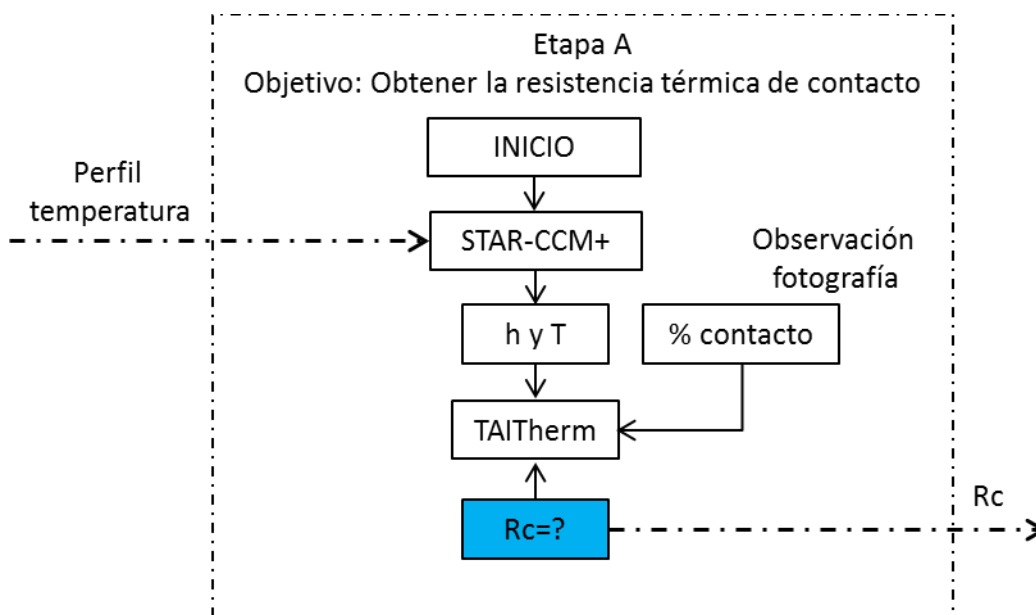 Etapa A
Objetivo: Obtener la resistencia térmica de contacto
INICIO
Perfil
temperatura
STAR-CCM+
Observación
fotografía
h y T
% contacto
TAITherm
Rc=?
Rc